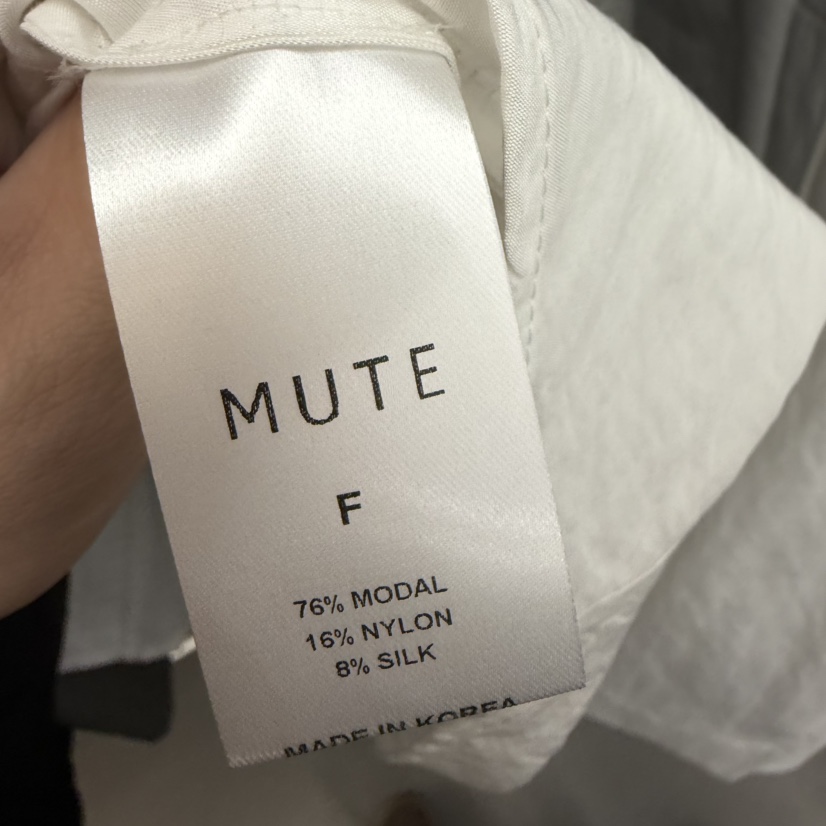 MUTE
F
76% MODAL
16% NYLON
8% SILK
MADE IN KOREA